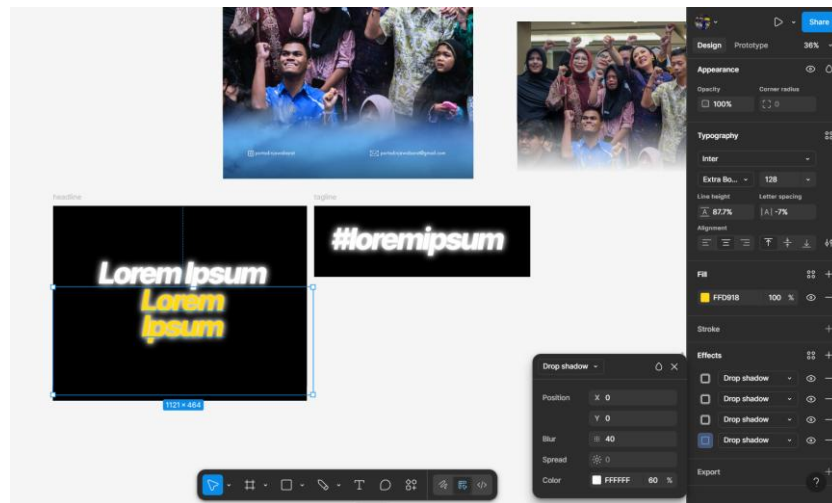 Share
Design Prototype 36%
Appearance
Opacity Corner radius
100% 0
Typography
Inter
Extra Bo... 128
Line height Letter spacing
87.7% -7%
Alignment
Fill
FFD918 100 %
Stroke
Effects
Drop shadow
Drop shadow
Drop shadow
Drop shadow
Export
?
headline
tagline
Lorem Ipsum
Lorem
Ipsum
#loremipsum
1121 × 464
Drop shadow
Position X 0
Y 0
Blur 40
Spread 0
Color FFFFFF 60 %